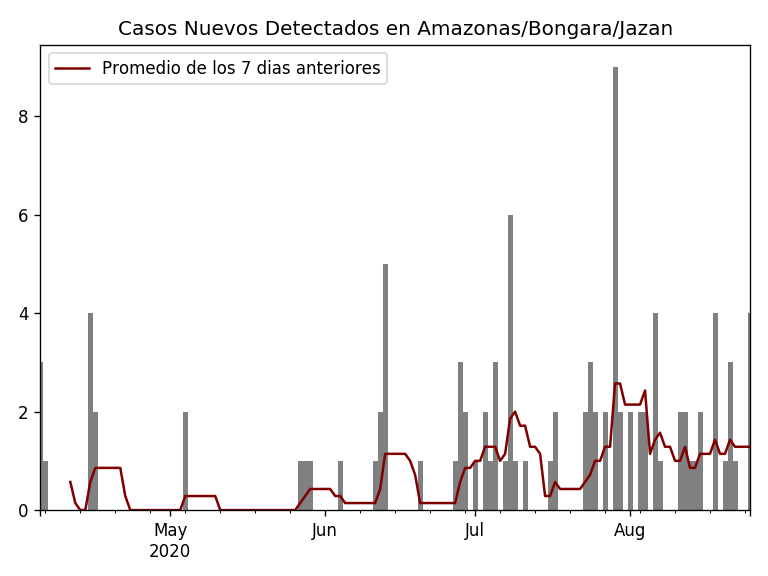 Casos Nuevos Detectados en Amazonas/Bongara/Jazan
Promedio de los 7 dias anteriores
8
6
4
2
0
May Jun Jul Aug
2020